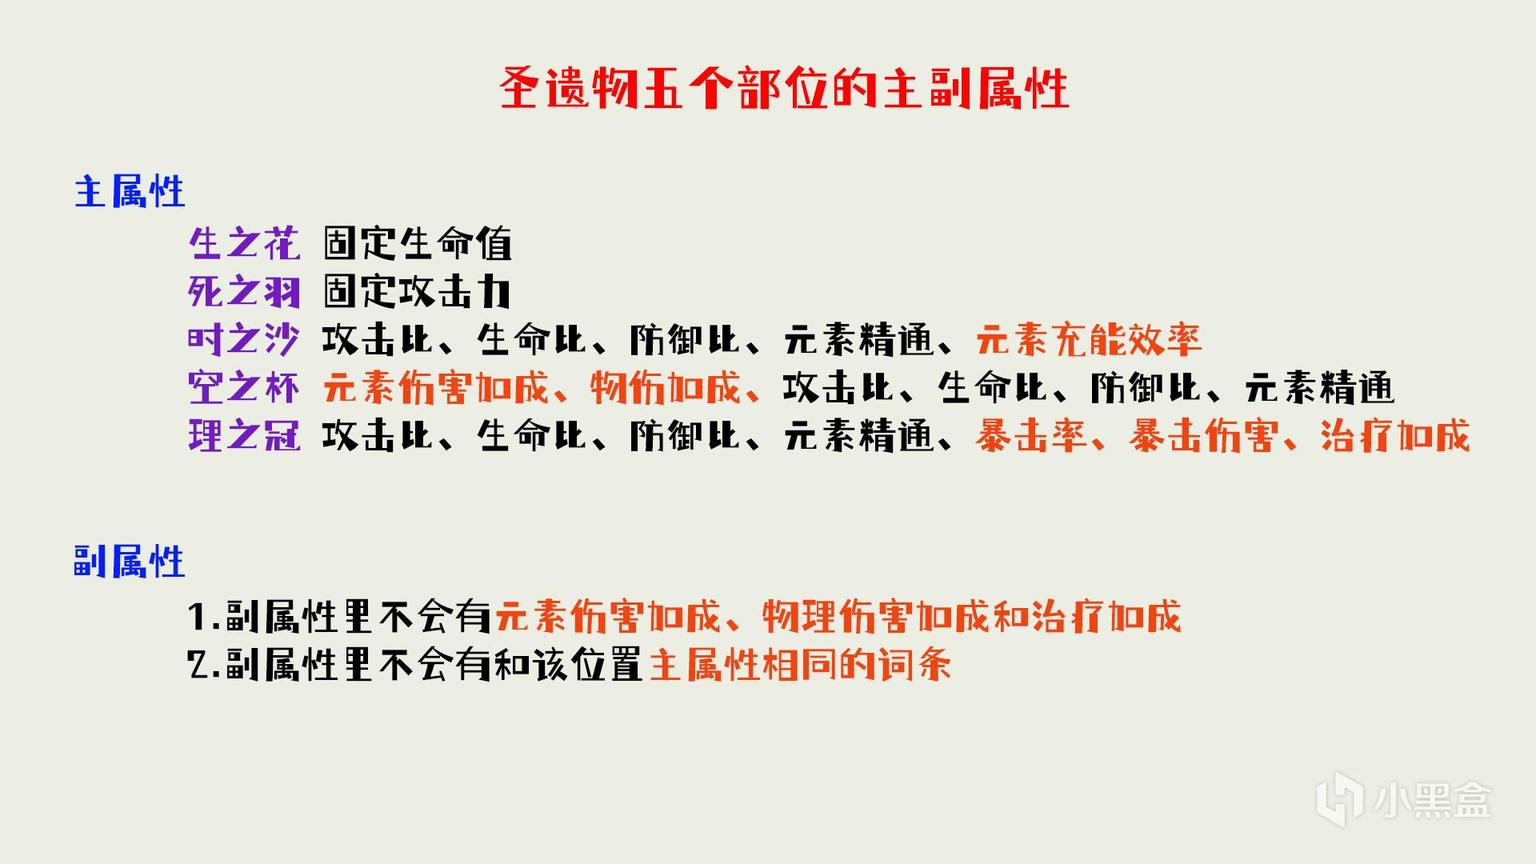 圣遗物五个部位的主副属性
主属性
生之花 固定生命值
死之羽 固定攻击力
时之沙 攻击比、生命比、防御比、元素精通、元素充能效率
空之杯 元素伤害加成、物伤加成、攻击比、生命比、防御比、元素精通
理之冠 攻击比、生命比、防御比、元素精通、暴击率、暴击伤害、治疗加成
副属性
1.副属性里不会有元素伤害加成、物理伤害加成和治疗加成
2.副属性里不会有和该位置主属性相同的词条
小黑盒